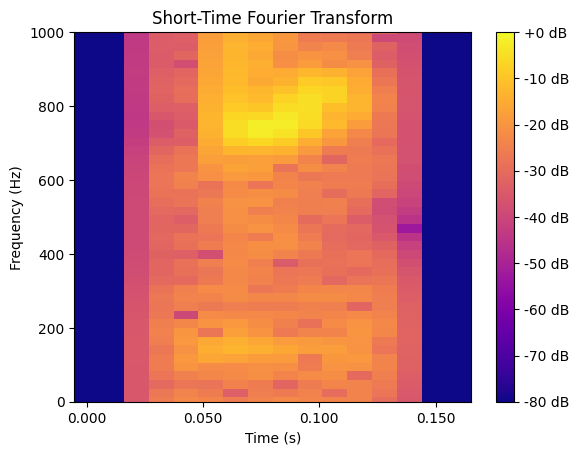 Short-Time Fourier Transform
Frequency (Hz)
1000
800
600
400
200
0
0.000
0.050
0.100
0.150
Time (s)
+0 dB
-10 dB
-20 dB
-30 dB
-40 dB
-50 dB
-60 dB
-70 dB
-80 dB